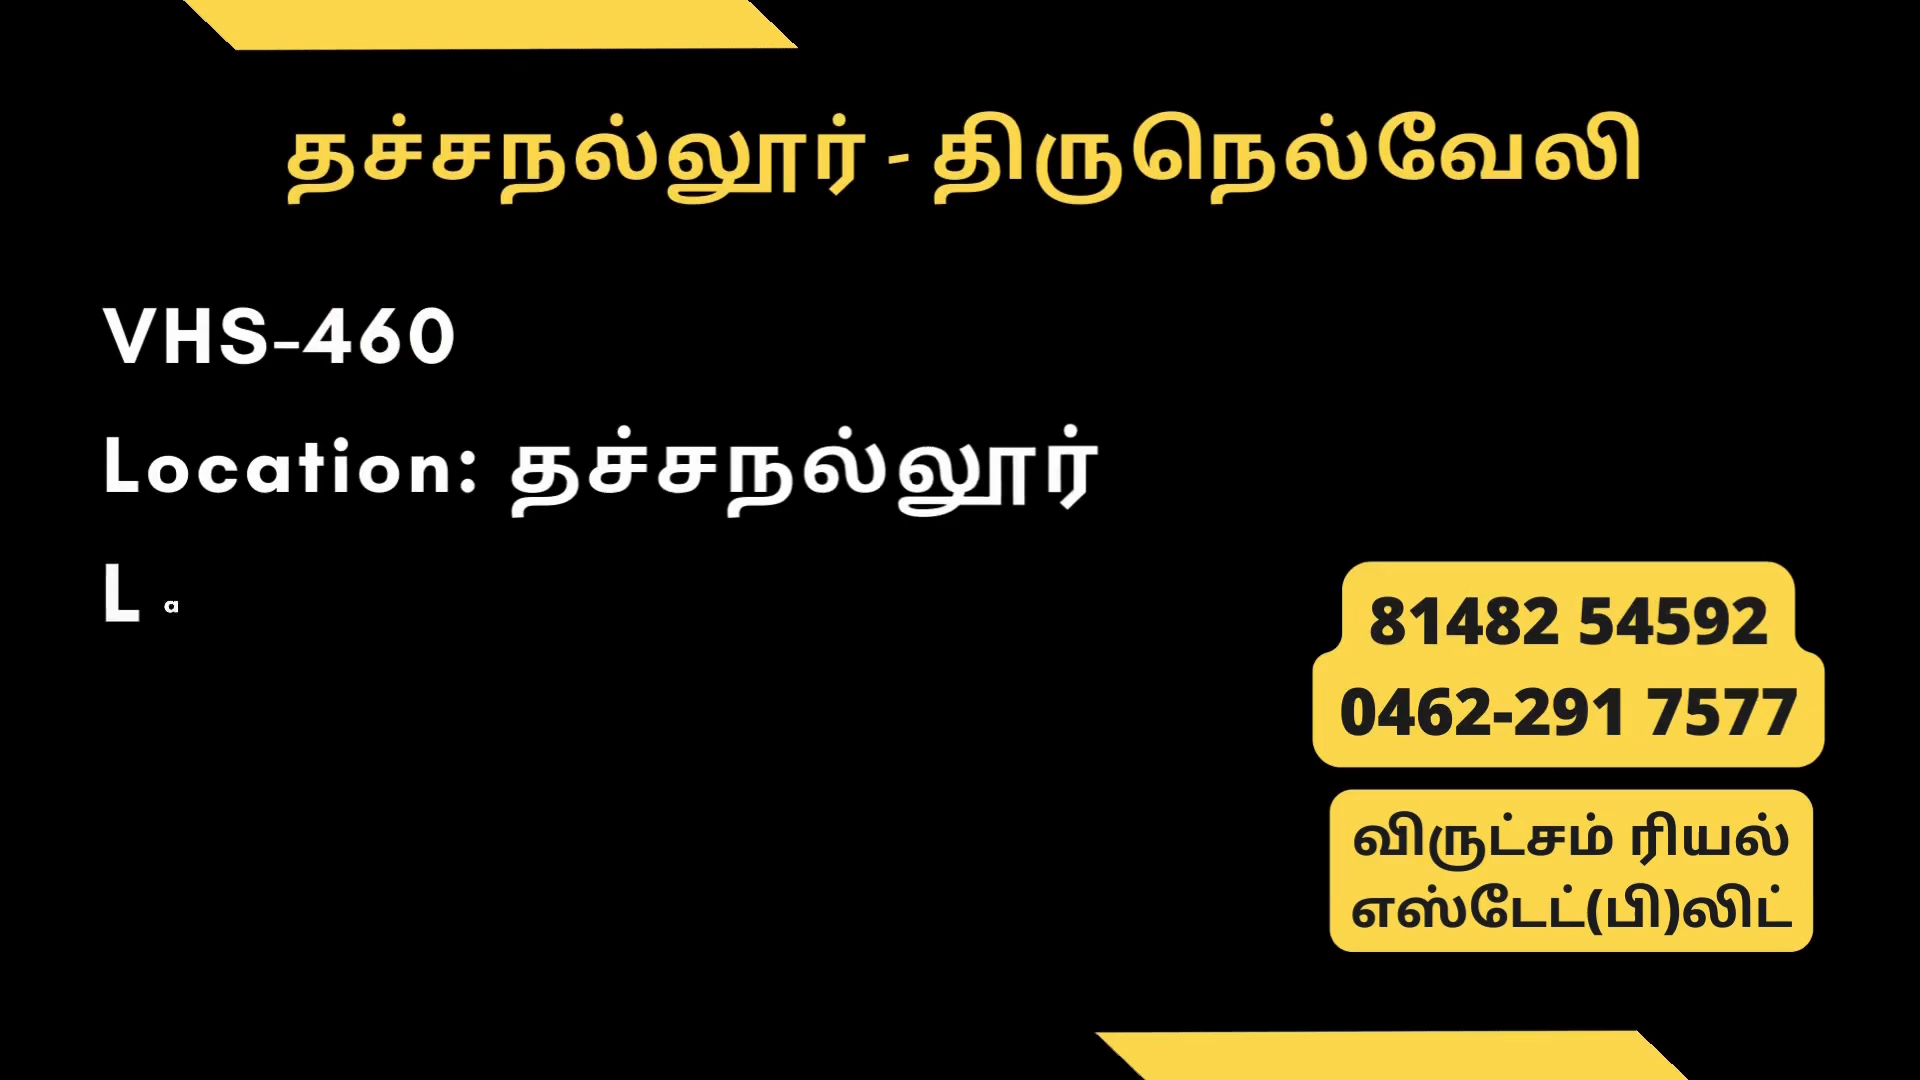 தச்சநல்லூர் - திருநெல்வேலி
VHS-460
Location: தச்சநல்லூர்
L a
81482 54592
0462-291 7577
விருட்சம் ரியல்
எஸ்டேட்(பி)லிட்